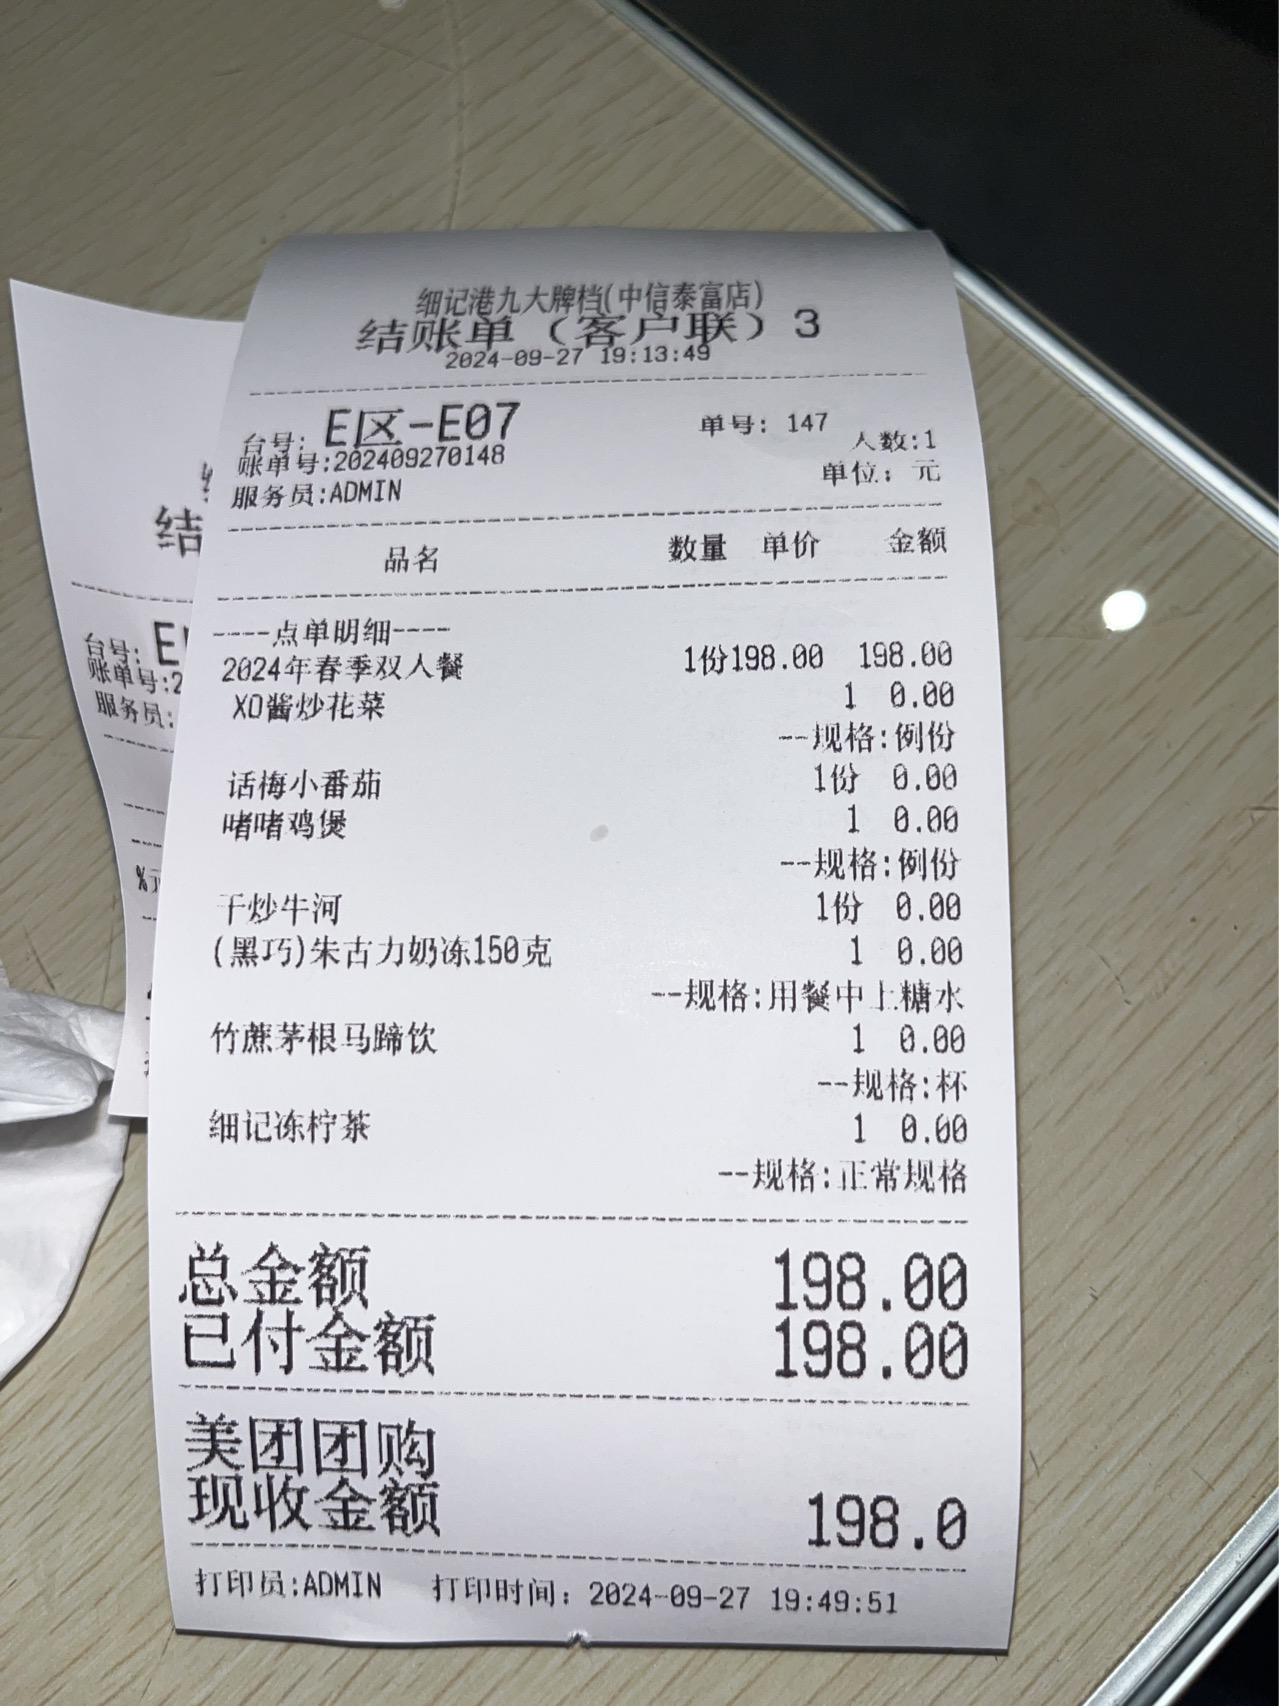 细记港九大牌档(中信泰富店)
结账单（客户联）3
2024-09-27 19:13:49
台号: E区-E07 单号: 147
账单号:202409270148 人数:1
服务员:ADMIN 单位: 元
品名 数量 单价 金额
----点单明细----
2024年春季双人餐 1份198.00 198.00
XO酱炒花菜 1 0.00
--规格:例份
话梅小番茄 1份 0.00
啫啫鸡煲 1 0.00
--规格:例份
干炒牛河 1份 0.00
(黑巧)朱古力奶冻150克 1 0.00
--规格:用餐中上糖水
竹蔗茅根马蹄饮 1 0.00
--规格:杯
细记冻柠茶 1 0.00
--规格:正常规格
总金额 198.00
已付金额 198.00
美团团购
现收金额 198.0
打印员:ADMIN 打印时间: 2024-09-27 19:49:51
结
台号: E
账单号:2
服务员:
%